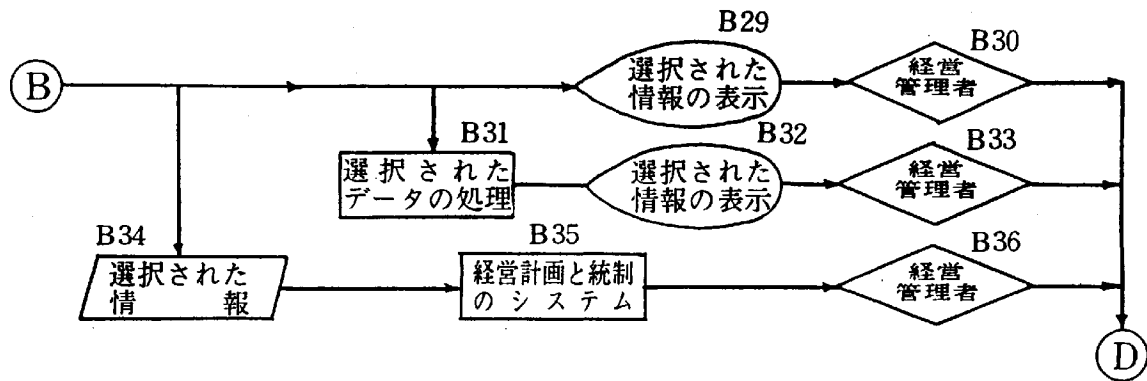 B
B29
選択された
情報の表示
B30
経営
管理者
B31
選択された
データの処理
B32
選択された
情報の表示
B33
経営
管理者
B34
選択された
情報
B35
経営計画と統制
のシステム
B36
経営
管理者
D